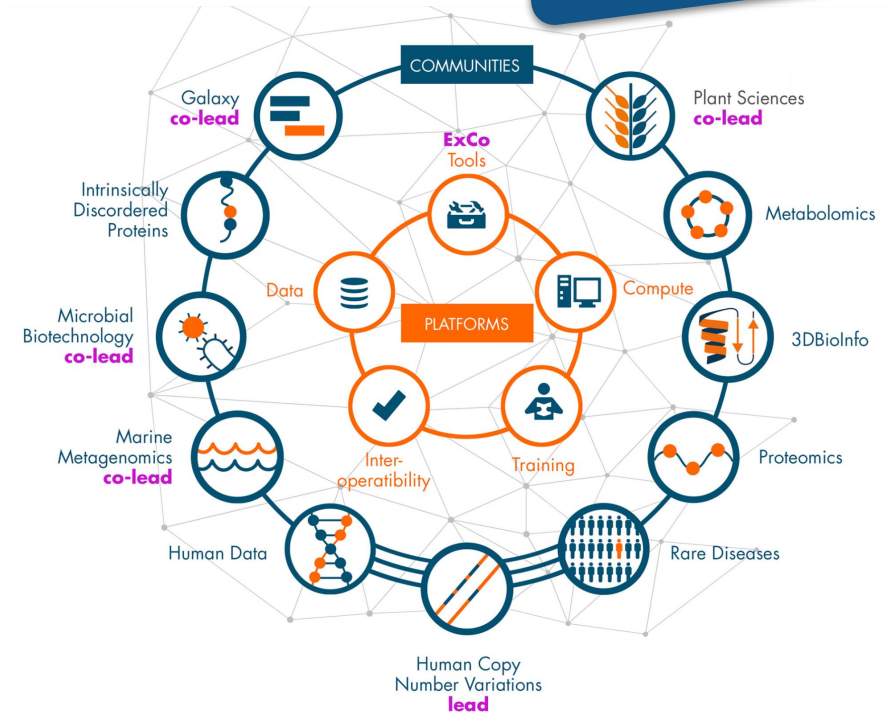 COMMUNITIES
Galaxy
co-lead
Plant Sciences
co-lead
ExCo
Tools
Intrinsically
Discordered
Proteins
Metabolomics
Data
Compute
Microbial
Biotechnology
co-lead
PLATFORMS
3DBioInfo
Marine
Metagenomics
co-lead
Inter-
operatibility
Training
Proteomics
Human Data
Rare Diseases
Human Copy
Number Variations
lead